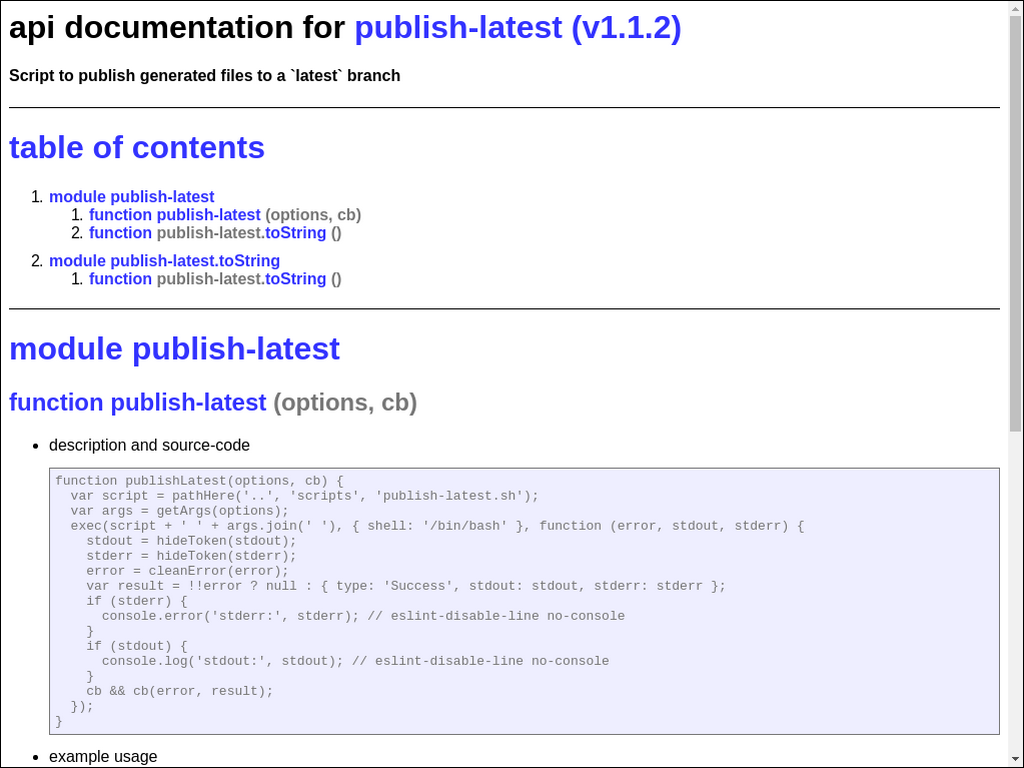 api documentation for publish-latest (v1.1.2)
Script to publish generated files to a `latest` branch
table of contents
1. module publish-latest
1. function publish-latest (options, cb)
2. function publish-latest.toString ()
2. module publish-latest.toString
1. function publish-latest.toString ()
module publish-latest
function publish-latest (options, cb)
• description and source-code
function publishLatest(options, cb) {
  var script = pathHere('..', 'scripts', 'publish-latest.sh');
  var args = getArgs(options);
  exec(script + ' ' + args.join(' '), { shell: '/bin/bash' }, function (error, stdout, stderr) {
    stdout = hideToken(stdout);
    stderr = hideToken(stderr);
    error = cleanError(error);
    var result = !!error ? null : { type: 'Success', stdout: stdout, stderr: stderr };
    if (stderr) {
      console.error('stderr:', stderr); // eslint-disable-line no-console
    }
    if (stdout) {
      console.log('stdout:', stdout); // eslint-disable-line no-console
    }
    cb && cb(error, result);
  });
}
• example usage